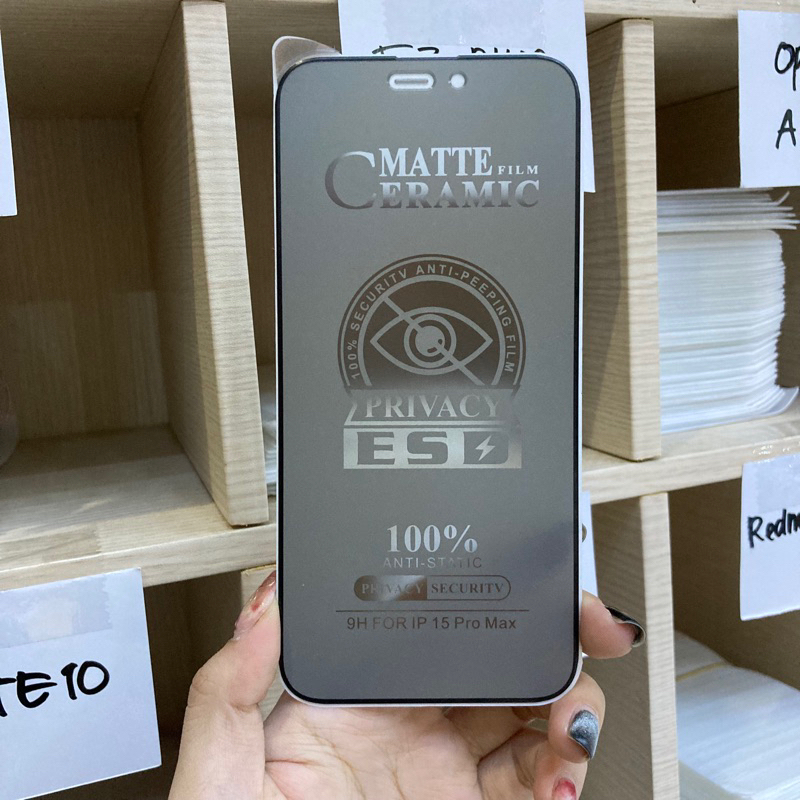 MATTE FILM
CERAMIC
100% SECURITY ANTI-PEEPING FILM
PRIVACY
ESD
100%
ANTI-STATIC
PRIVACY SECURITY
9H FOR IP 15 Pro Max
TE10